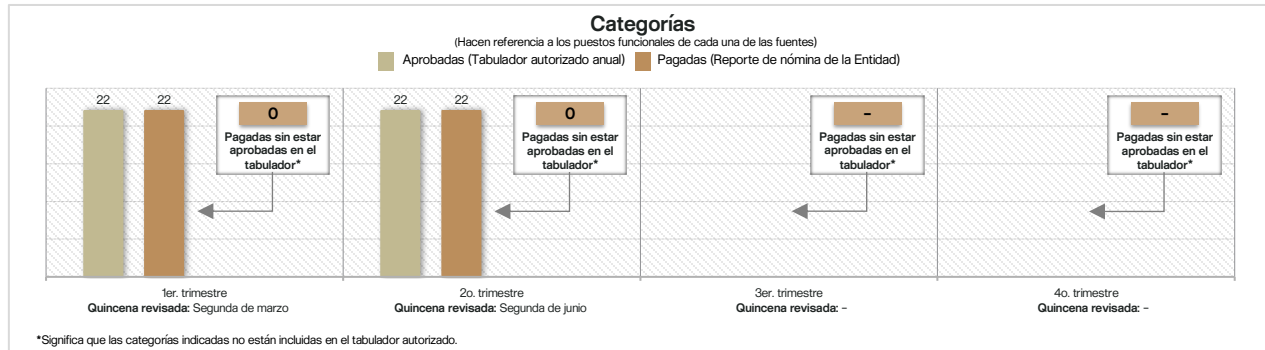 Categorías
(Hacen referencia a los puestos funcionales de cada una de las fuentes)
Aprobadas (Tabulador autorizado anual) Pagadas (Reporte de nómina de la Entidad)
22 22
0
Pagadas sin estar
aprobadas en el
tabulador*
22 22
0
Pagadas sin estar
aprobadas en el
tabulador*
–
Pagadas sin estar
aprobadas en el
tabulador*
–
Pagadas sin estar
aprobadas en el
tabulador*
1er. trimestre
Quincena revisada: Segunda de marzo
2o. trimestre
Quincena revisada: Segunda de junio
3er. trimestre
Quincena revisada: –
4o. trimestre
Quincena revisada: –
*Significa que las categorías indicadas no están incluidas en el tabulador autorizado.